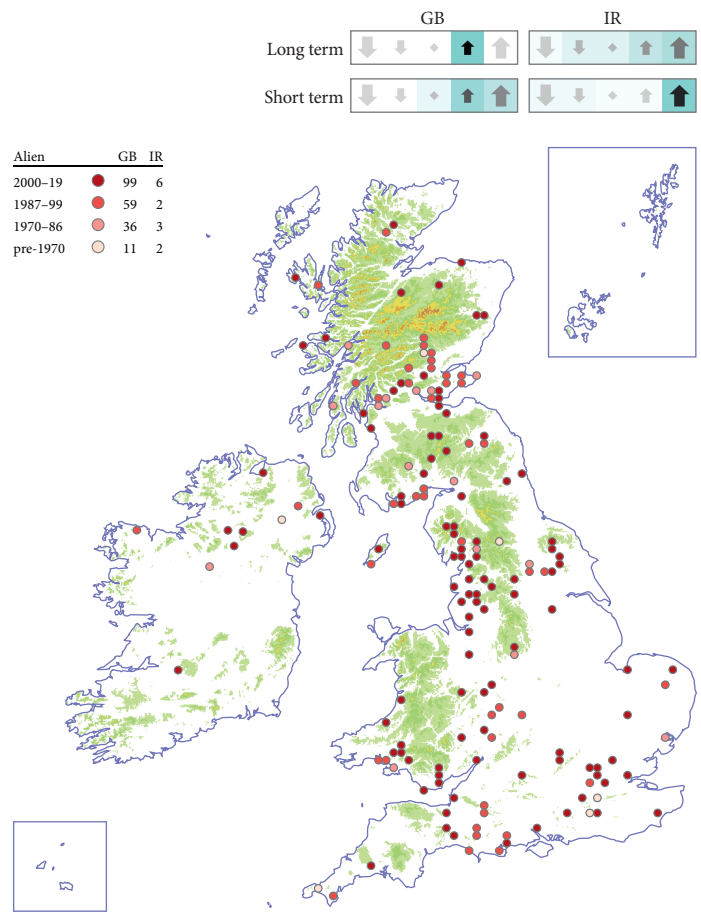 GB IR
Long term
Short term
Alien GB IR
2000–19 99 6
1987–99 59 2
1970–86 36 3
pre-1970 11 2